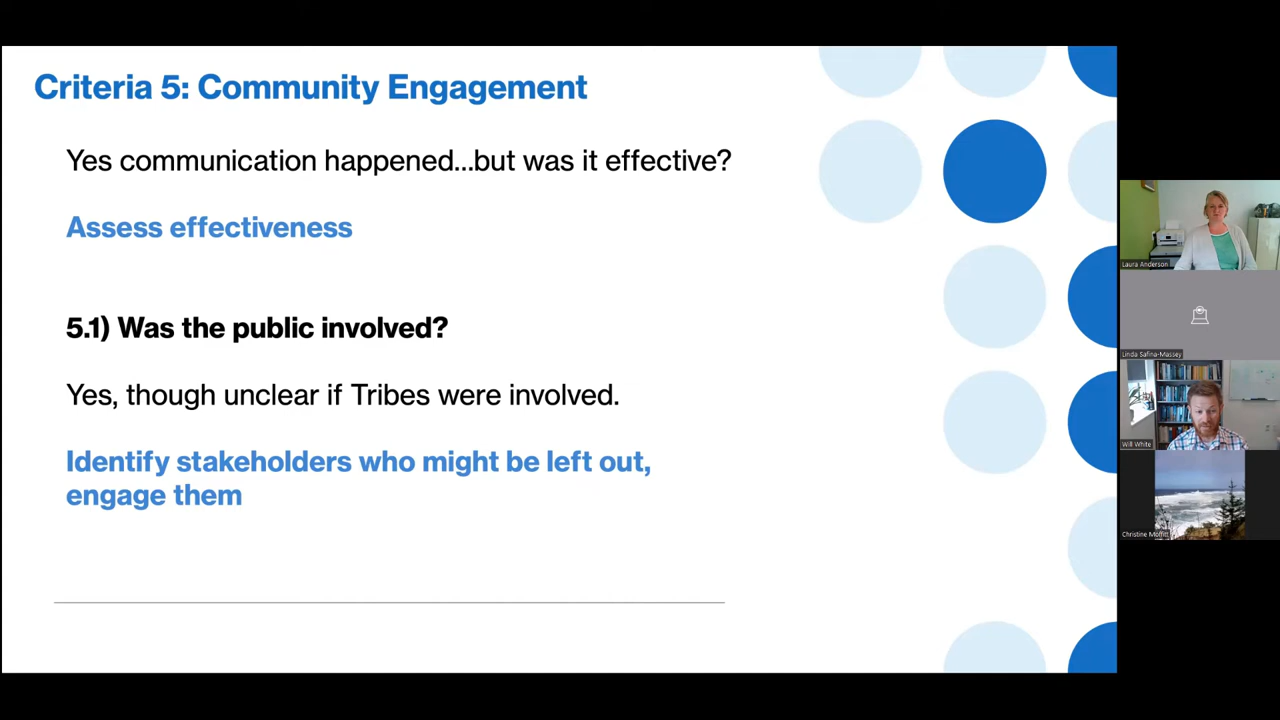 Criteria 5: Community Engagement
Yes communication happened...but was it effective?
Assess effectiveness
5.1) Was the public involved?
Yes, though unclear if Tribes were involved.
Identify stakeholders who might be left out,
engage them
Laura Anderson
Linda Safina-Massey
Will White
Christine Moffitt